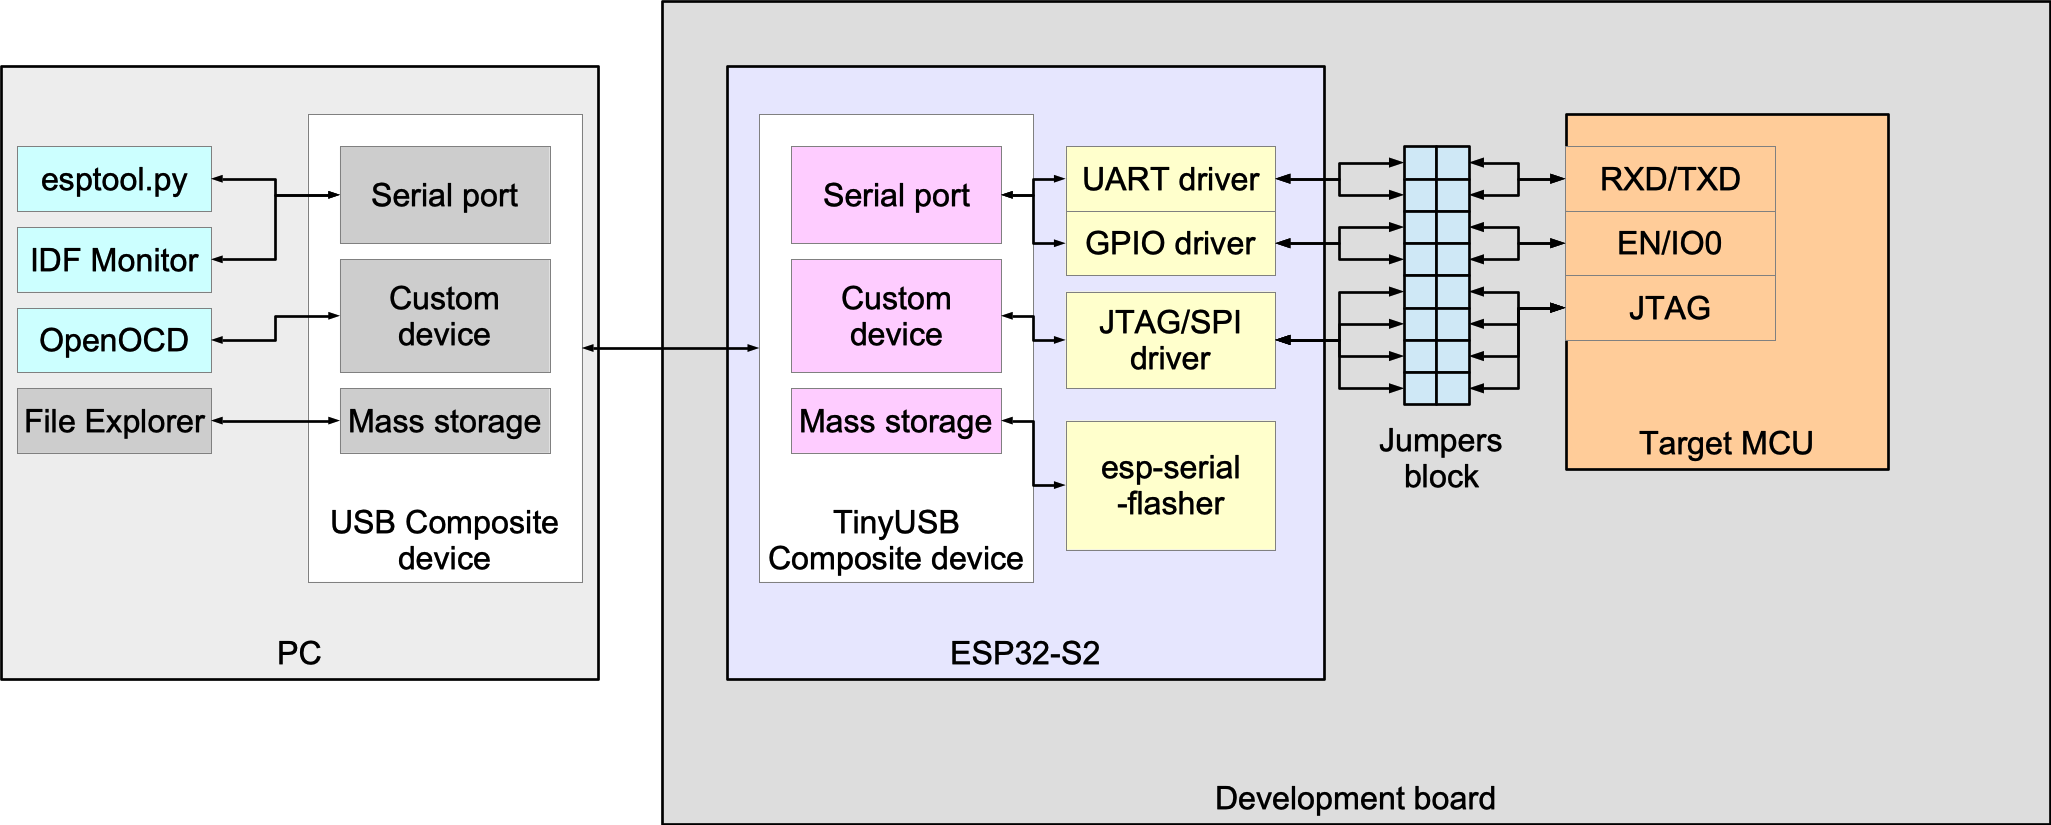 esptool.py
IDF Monitor
OpenOCD
File Explorer
Serial port
Custom
device
Mass storage
USB Composite
device
PC
Serial port
Custom
device
Mass storage
TinyUSB
Composite device
UART driver
GPIO driver
JTAG/SPI
driver
esp-serial
-flasher
ESP32-S2
Jumpers
block
RXD/TXD
EN/IO0
JTAG
Target MCU
Development board